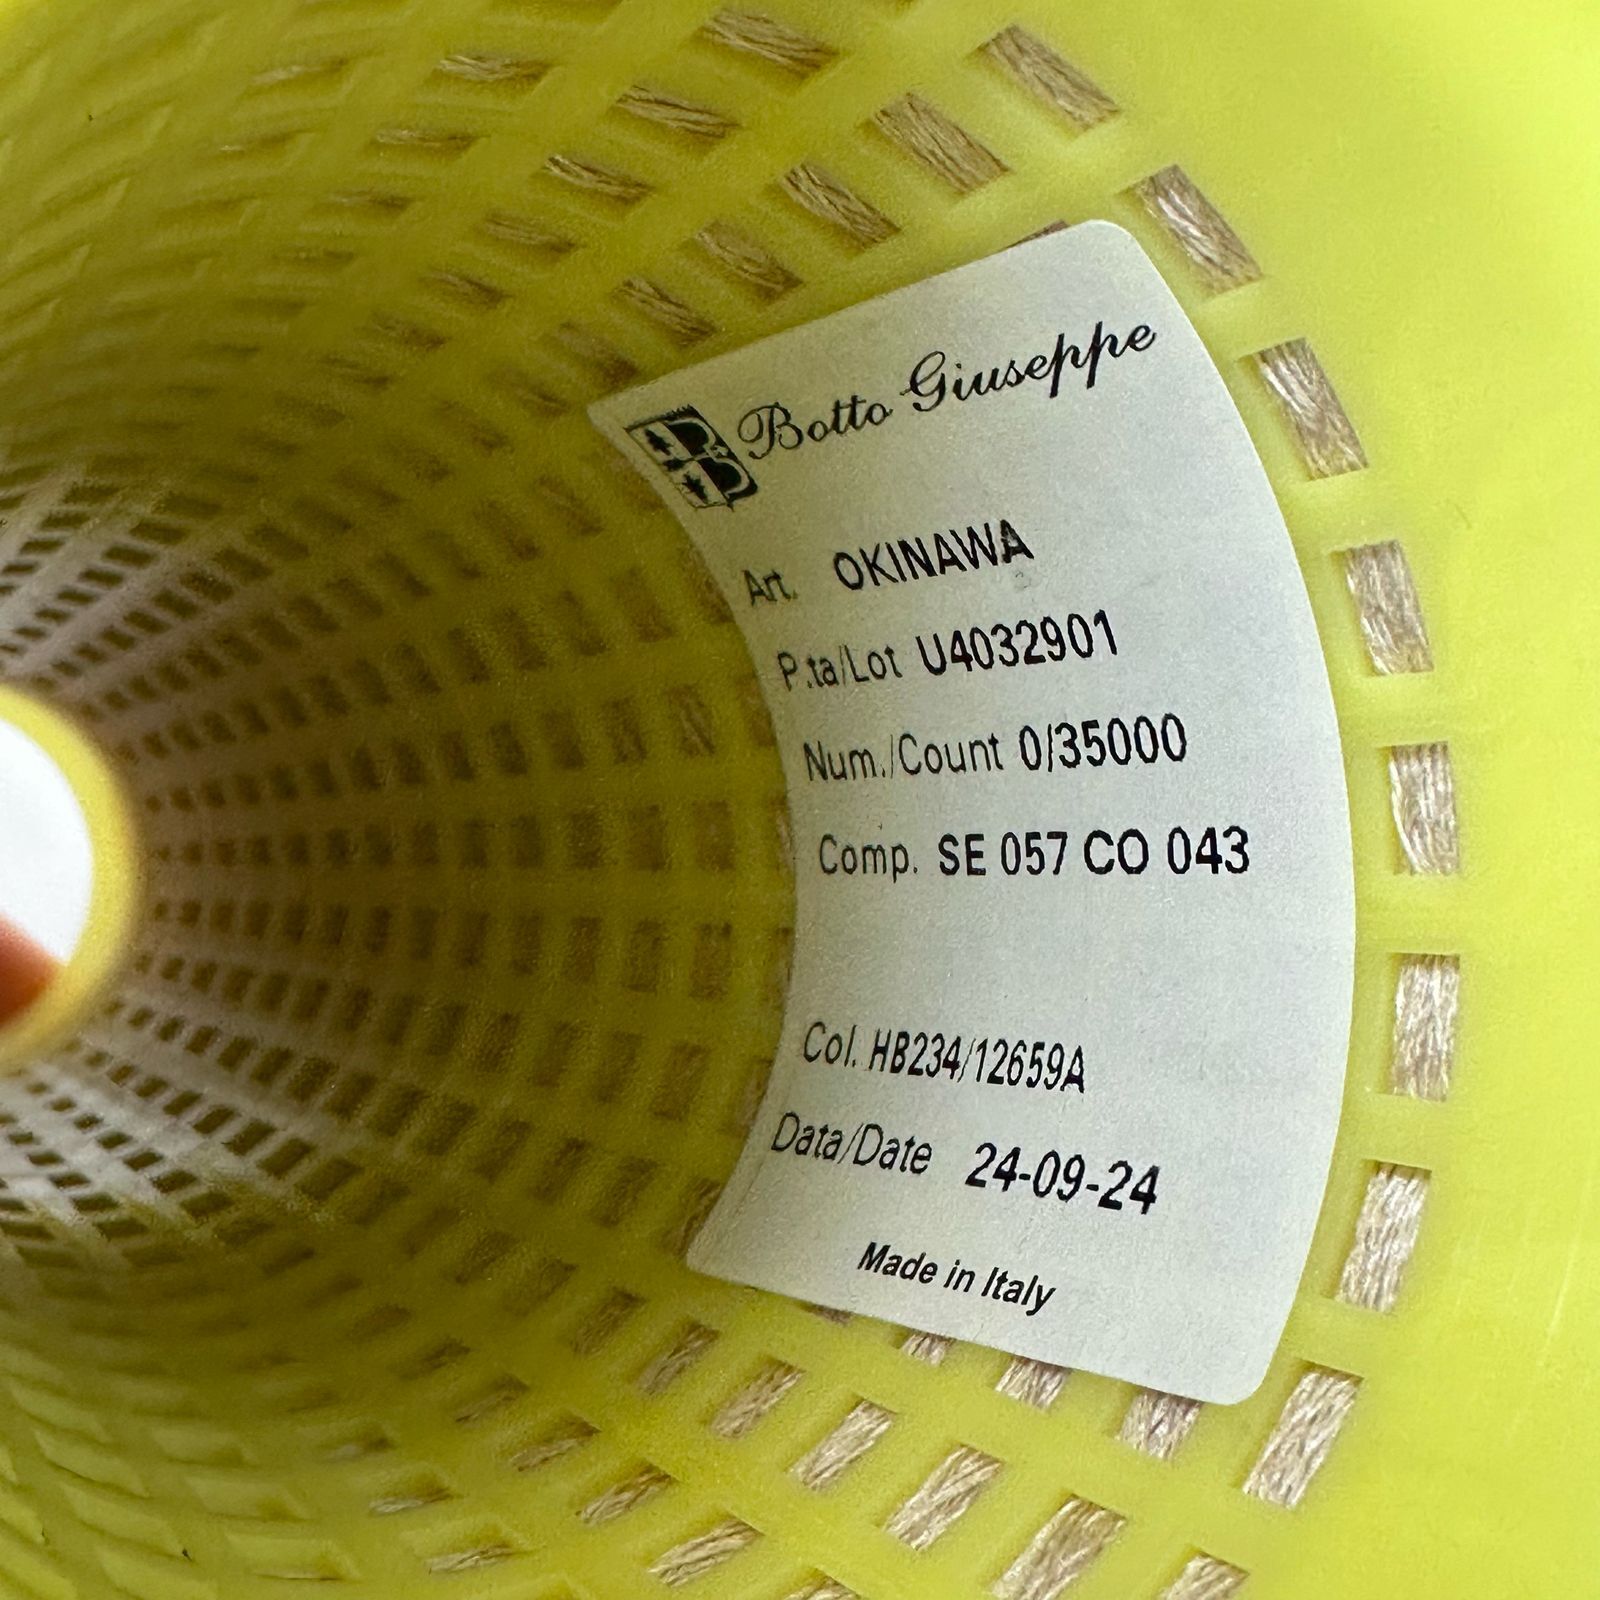 Botto Giuseppe
Art. OKINAWA
P.ta/Lot U4032901
Num./Count 0/35000
Comp. SE 057 CO 043
Col. HB234/12659A
Data/Date 24-09-24
Made in Italy